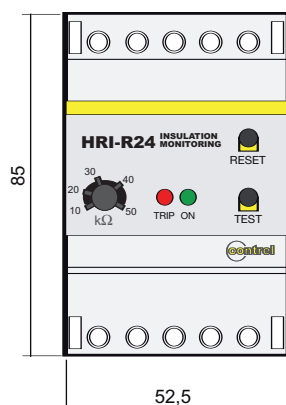 85
HRI-R24 INSULATION MONITORING
RESET
30
40
20
10
50
kΩ
TRIP ON
TEST
contrel
52,5